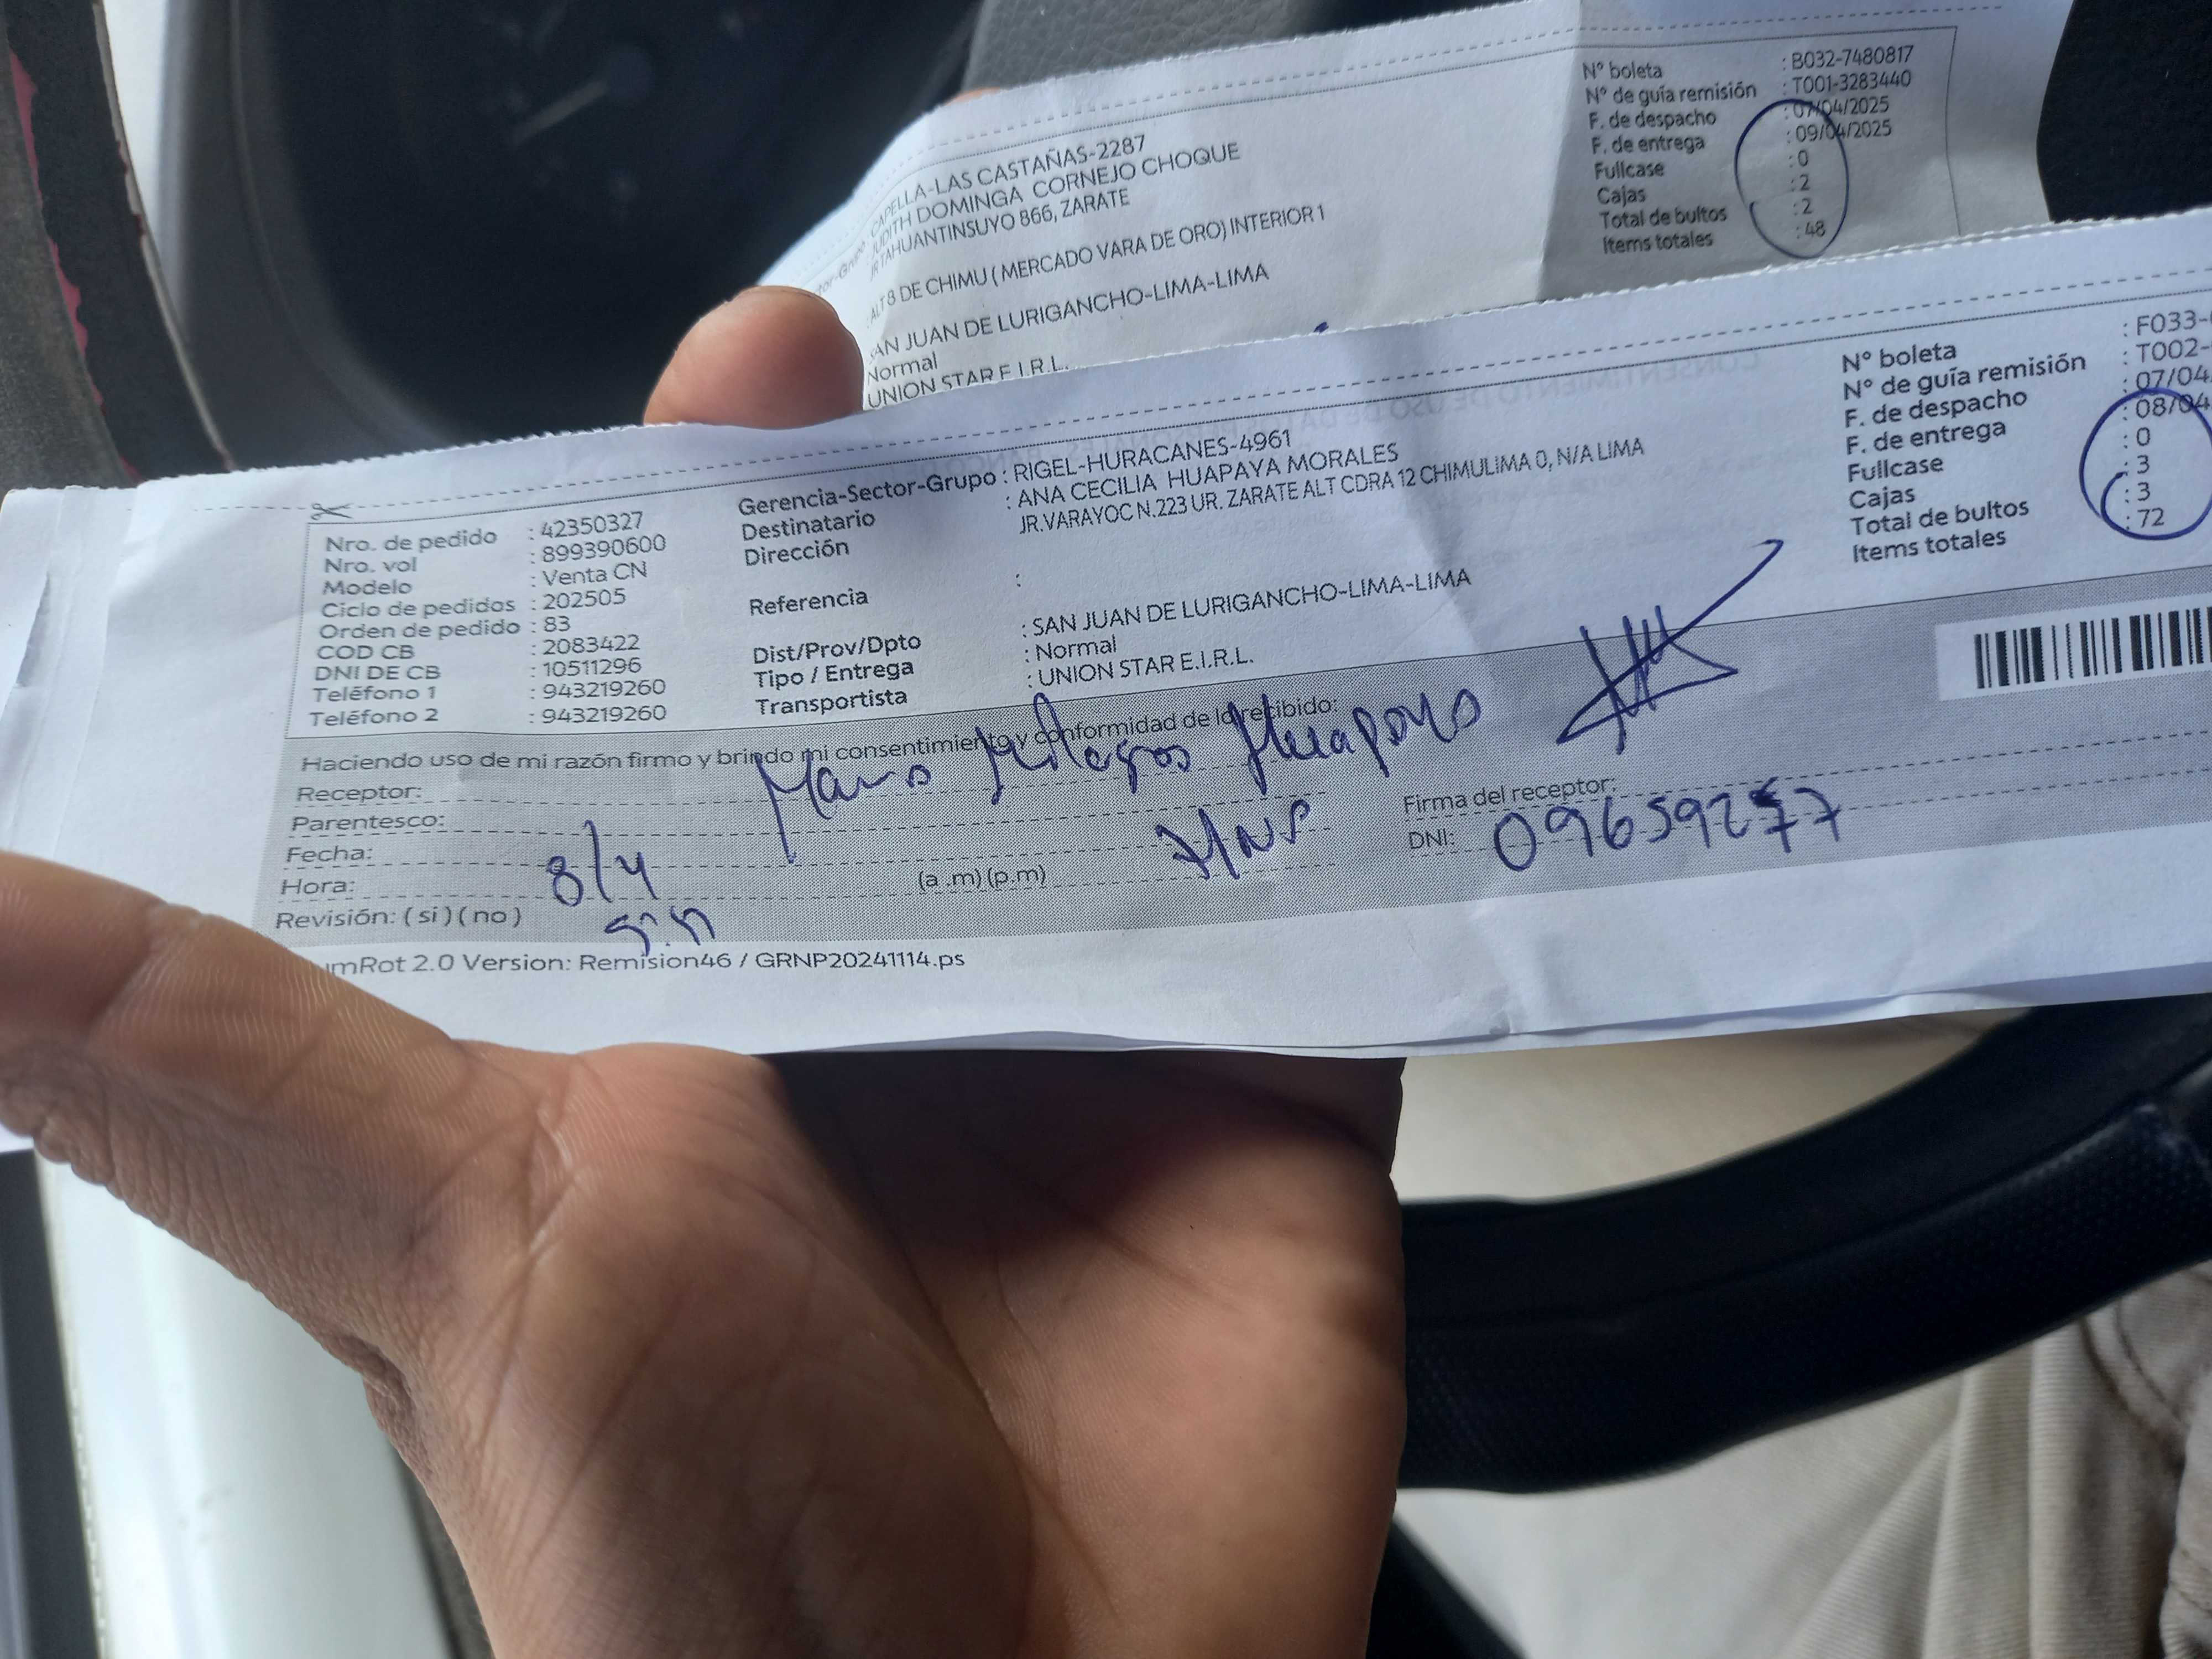 CAPELLA-LAS CASTAÑAS-2287
JUDITH DOMINGA CORNEJO CHOQUE
JR TAHUANTINSUYO 866, ZARATE
ALT 8 DE CHIMU ( MERCADO VARA DE ORO) INTERIOR 1
SAN JUAN DE LURIGANCHO-LIMA-LIMA
Normal
UNION STAR E.I.R.L.
N° boleta : B032-7480817
N° de guía remisión : T001-3283440
F. de despacho : 07/04/2025
F. de entrega : 09/04/2025
Fullcase : 0
Cajas : 2
Total de bultos : 2
Items totales : 48
Nro. de pedido : 42350327
Nro. vol : 899390600
Modelo : Venta CN
Ciclo de pedidos : 202505
Orden de pedido : 83
COD CB : 2083422
DNI DE CB : 10511296
Teléfono 1 : 943219260
Teléfono 2 : 943219260
Gerencia-Sector-Grupo : RIGEL-HURACANES-4961
Destinatario : ANA CECILIA HUAPAYA MORALES
Dirección JR.VARAYOC N.223 UR. ZARATE ALT CDRA 12 CHIMULIMA 0, N/A LIMA
Referencia :
Dist/Prov/Dpto : SAN JUAN DE LURIGANCHO-LIMA-LIMA
Tipo / Entrega : Normal
Transportista : UNION STAR E.I.R.L.
N° boleta : F033-
N° de guía remisión : T002-
F. de despacho : 07/04
F. de entrega : 08/04
Fullcase : 0
Cajas : 3
Total de bultos : 3
Items totales : 72
Haciendo uso de mi razón firmo y brindo mi consentimiento y conformidad de lo recibido:
Receptor: Milagros Huapaya
Parentesco:
Fecha: 8/4
Hora: (a .m) (p.m)
Revisión: ( si ) ( no )
Firma del receptor:
DNI:
mRot 2.0 Version: Remision46 / GRNP20241114.ps